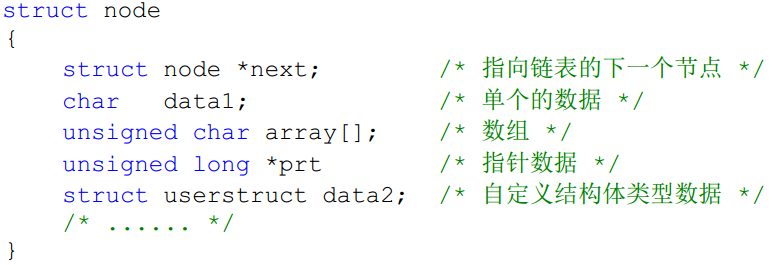 struct node
{
    struct node *next;        /* 指向链表的下一个节点 */
    char   data1;             /* 单个的数据 */
    unsigned char array[];    /* 数组 */
    unsigned long *prt        /* 指针数据 */
    struct userstruct data2;  /* 自定义结构体类型数据 */
    /* ...... */
}